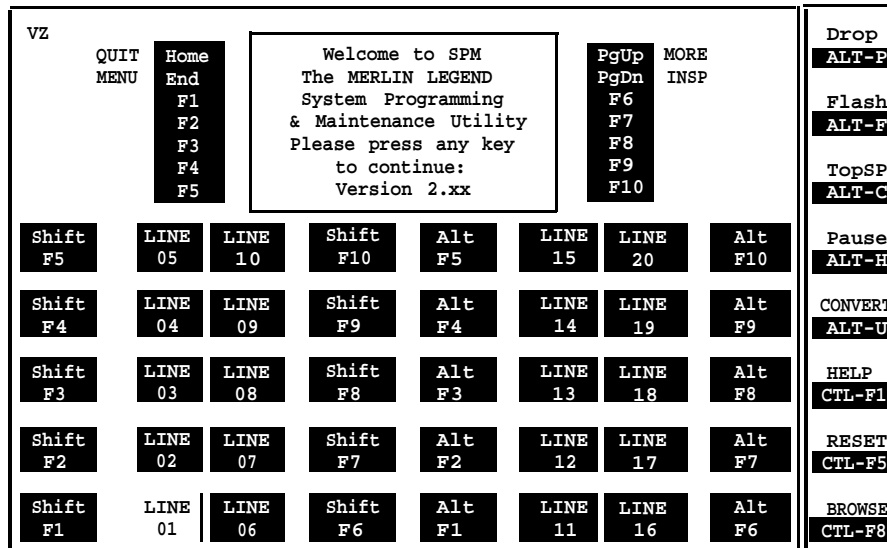 VZ
QUIT Home
MENU End
F1
F2
F3
F4
F5
Welcome to SPM
The MERLIN LEGEND
System Programming
& Maintenance Utility
Please press any key
to continue:
Version 2.xx
PgUp MORE
PgDn INSP
F6
F7
F8
F9
F10
Shift LINE LINE Shift Alt LINE LINE Alt
F5 05 10 F10 F5 15 20 F10
Shift LINE LINE Shift Alt LINE LINE Alt
F4 04 09 F9 F4 14 19 F9
Shift LINE LINE Shift Alt LINE LINE Alt
F3 03 08 F8 F3 13 18 F8
Shift LINE LINE Shift Alt LINE LINE Alt
F2 02 07 F7 F2 12 17 F7
Shift LINE LINE Shift Alt LINE LINE Alt
F1 01 06 F6 F1 11 16 F6
Drop
ALT-P
Flash
ALT-F
TopSP
ALT-C
Pause
ALT-H
CONVERT
ALT-U
HELP
CTL-F1
RESET
CTL-F5
BROWSE
CTL-F8